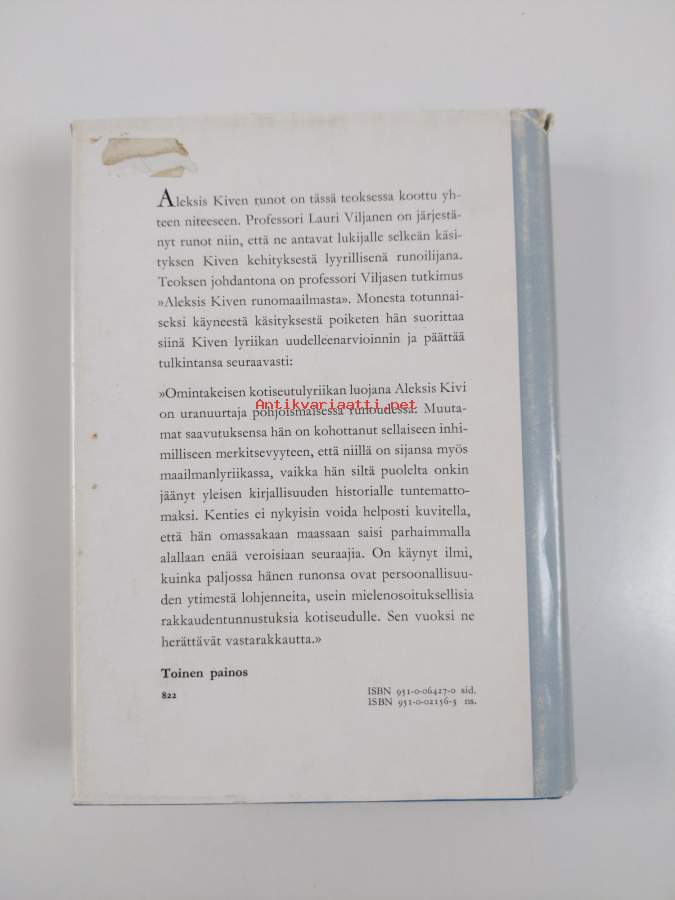 Aleksis Kiven runot on tässä teoksessa koottu yh-
teen niteeseen. Professori Lauri Viljanen on järjestä-
nyt runot niin, että ne antavat lukijalle selkeän käsi-
tyksen Kiven kehityksestä lyyrillisenä runoilijana.
Teoksen johdantona on professori Viljasen tutkimus
»Aleksis Kiven runomaailmasta». Monesta totunnai-
seksi käyneestä käsityksestä poiketen hän suorittaa
siinä Kiven lyriikan uudelleenarvioinnin ja päättää
tulkintansa seuraavasti:
»Omintakeisen kotiseutulyriikan luojana Aleksis Kivi
Antikvariaatti.net
on uranuurtaja pohjoismaisessa runoudessa. Muuta-
mat saavutuksensa hän on kohottanut sellaiseen inhi-
milliseen merkitsevyyteen, että niillä on sijansa myös
maailmanlyriikassa, vaikka hän siltä puolelta onkin
jäänyt yleisen kirjallisuuden historialle tuntematto-
maksi. Kenties ei nykyisin voida helposti kuvitella,
että hän omassakaan maassaan saisi parhaimmalla
alallaan enää veroisiaan seuraajia. On käynyt ilmi,
kuinka paljossa hänen runonsa ovat persoonallisuu-
den ytimestä lohjenneita, usein mielenosoituksellisia
rakkaudentunnustuksia kotiseudulle. Sen vuoksi ne
herättävät vastarakkautta.»
Toinen painos
822
ISBN 951-0-06427-0 sid.
ISBN 951-0-02156-3 ns.